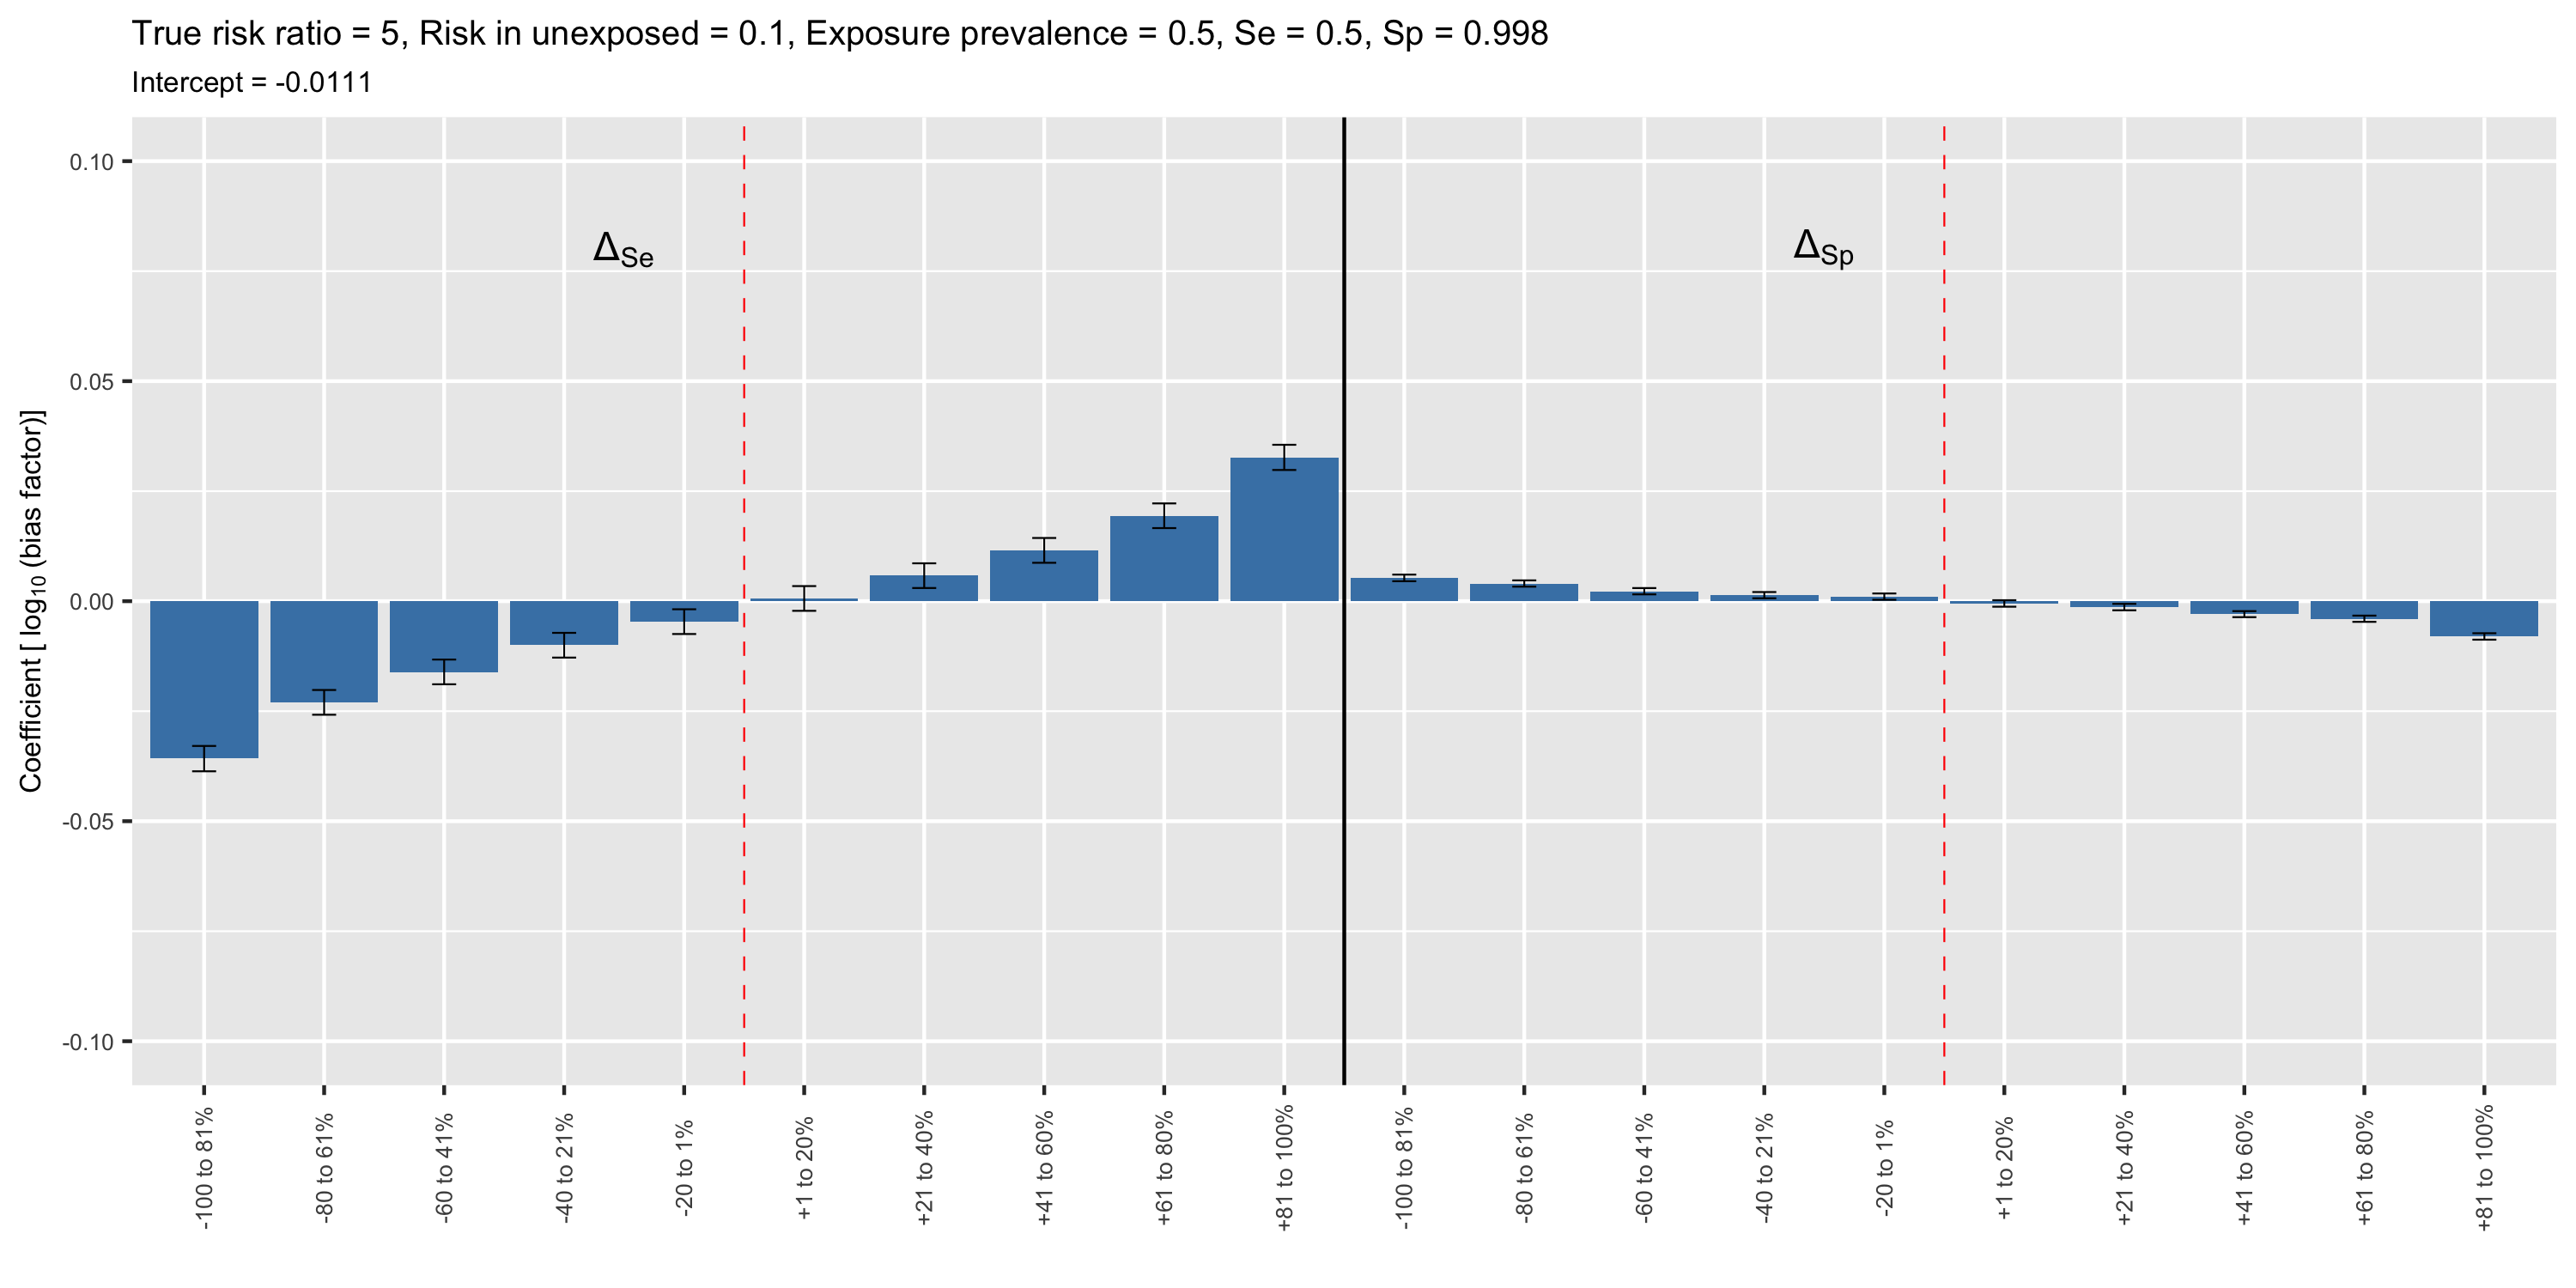 True risk ratio = 5, Risk in unexposed = 0.1, Exposure prevalence = 0.5, Se = 0.5, Sp = 0.998
Intercept = -0.0111
Coefficient [ log10 (bias factor)]
0.10
0.05
0.00
-0.05
-0.10
ΔSe
ΔSp
-100 to 81%
-80 to 61%
-60 to 41%
-40 to 21%
-20 to 1%
+1 to 20%
+21 to 40%
+41 to 60%
+61 to 80%
+81 to 100%
-100 to 81%
-80 to 61%
-60 to 41%
-40 to 21%
-20 to 1%
+1 to 20%
+21 to 40%
+41 to 60%
+61 to 80%
+81 to 100%